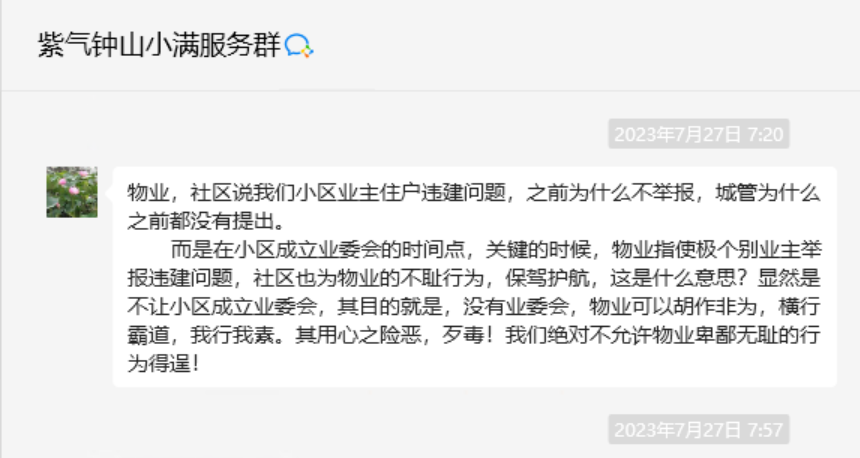 紫气钟山小满服务群
2023年7月27日 7:20
物业，社区说我们小区业主住户违建问题，之前为什么不举报，城管为什么
之前都没有提出。
而是在小区成立业委会的时间点，关键的时候，物业指使极个别业主举
报违建问题，社区也为物业的不耻行为，保驾护航，这是什么意思？显然是
不让小区成立业委会，其目的就是，没有业委会，物业可以胡作非为，横行
霸道，我行我素。其用心之险恶，歹毒！我们绝对不允许物业卑鄙无耻的行
为得逞！
2023年7月27日 7:57